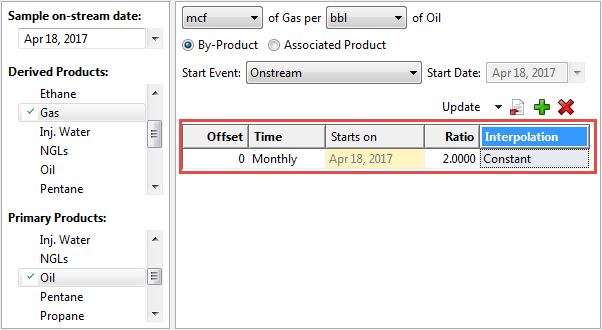 Sample on-stream date:
Apr 18, 2017
Derived Products:
Ethane
Gas
Inj. Water
NGLs
Oil
Pentane
Primary Products:
Inj. Water
NGLs
Oil
Pentane
Propane
mcf of Gas per bbl of Oil
By-Product Associated Product
Start Event: Onstream Start Date: Apr 18, 2017
Update
Offset Time Starts on Ratio Interpolation
0 Monthly Apr 18, 2017 2.0000 Constant